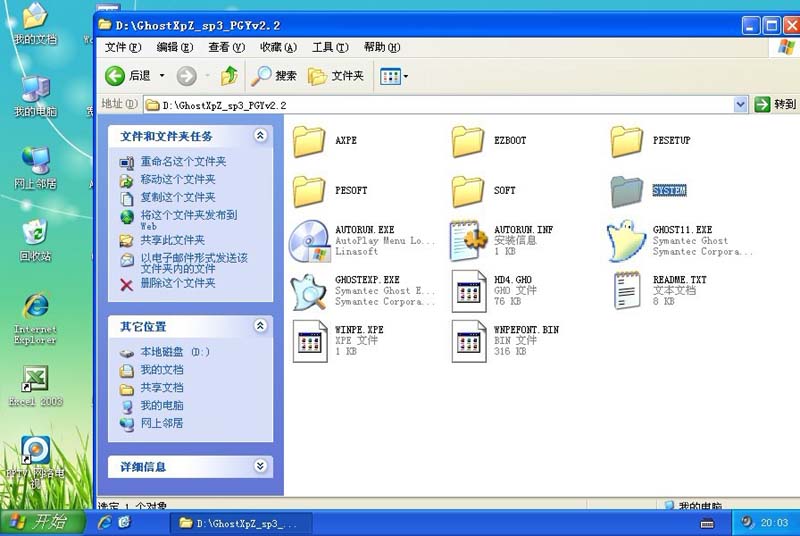 D:\GhostXpZ_sp3_PGYv2.2
文件(F) 编辑(E) 查看(V) 收藏(A) 工具(T) 帮助(H)
后退 搜索 文件夹
地址(D) D:\GhostXpZ_sp3_PGYv2.2 转到
我的文档
我的电脑
网上邻居
回收站
Internet
Explorer
Excel 2003
PPTV 网络电
视
文件和文件夹任务
重命名这个文件夹
移动这个文件夹
复制这个文件夹
将这个文件夹发布到
Web
共享此文件夹
以电子邮件形式发送该
文件夹内的文件
删除这个文件夹
其它位置
本地磁盘 (D:)
我的文档
共享文档
我的电脑
网上邻居
详细信息
AXPE
EZBOOT
PESETUP
PESOFT
SOFT
SYSTEM
AUTORUN.EXE
AutoPlay Menu Lo...
Linasoft
AUTORUN.INF
安装信息
1 KB
GHOST11.EXE
Symantec Ghost
Symantec Corpora...
GHOSTEXP.EXE
Symantec Ghost E...
Symantec Corpora...
MD4.GHO
GHO 文件
76 KB
README.TXT
文本文档
8 KB
WINPE.XPE
XPE 文件
1 KB
WNPEFONT.BIN
BIN 文件
316 KB
选定 1 个对象
我的电脑
开始
D:\GhostXpZ_sp3_...
20:03